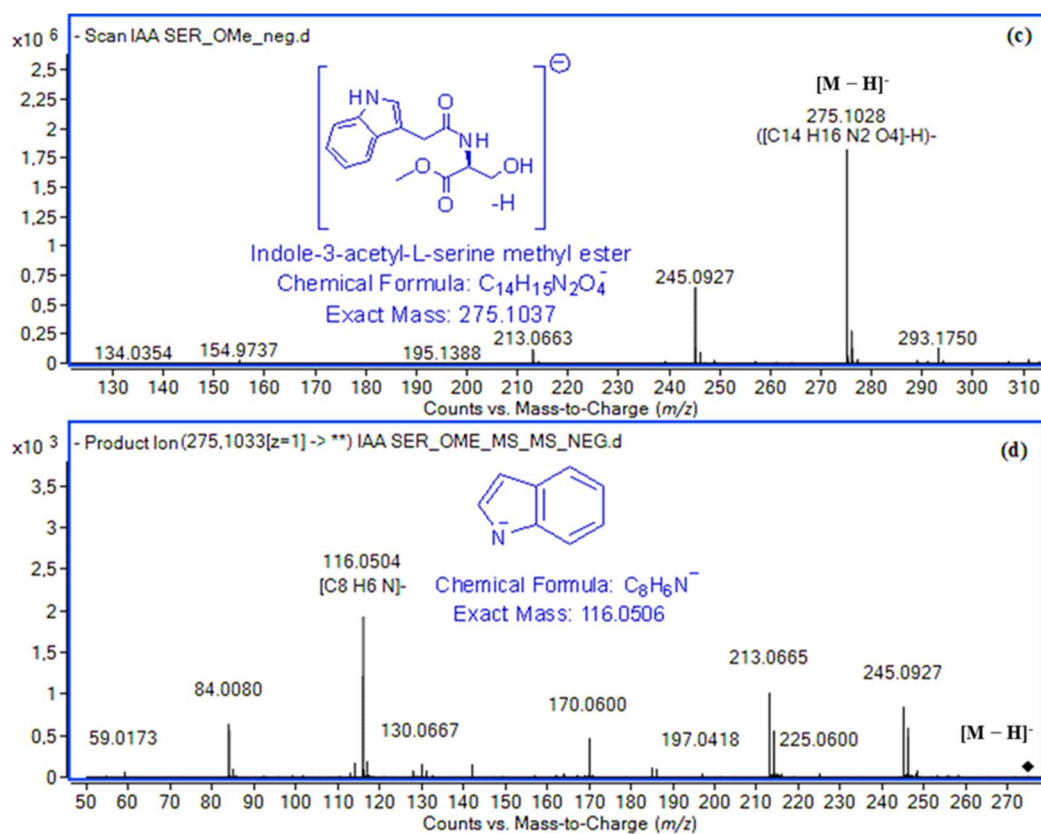 - Scan IAA SER_OMe_neg.d
(c)
x10 6
2,5
2,25
2
1,75
1,5
1,25
1
0,75
0,5
0,25
0
[M – H]-
275.1028
([C14 H16 N2 O4]-H)-
HN
O
NH
O
OH
O
-H
Indole-3-acetyl-L-serine methyl ester
Chemical Formula: C14H15N2O4-
Exact Mass: 275.1037
134.0354
154.9737
195.1388
213.0663
245.0927
293.1750
130 140 150 160 170 180 190 200 210 220 230 240 250 260 270 280 290 300 310
Counts vs. Mass-to-Charge (m/z)
- Product Ion (275,1033[z=1] -> **) IAA SER_OME_MS_MS_NEG.d
(d)
x10 3
3,5
3
2,5
2
1,5
1
0,5
0
N
116.0504
[C8 H6 N]-
Chemical Formula: C8H6N-
Exact Mass: 116.0506
59.0173
84.0080
130.0667
170.0600
197.0418
213.0665
225.0600
245.0927
[M – H]-
50 60 70 80 90 100 110 120 130 140 150 160 170 180 190 200 210 220 230 240 250 260 270
Counts vs. Mass-to-Charge (m/z)